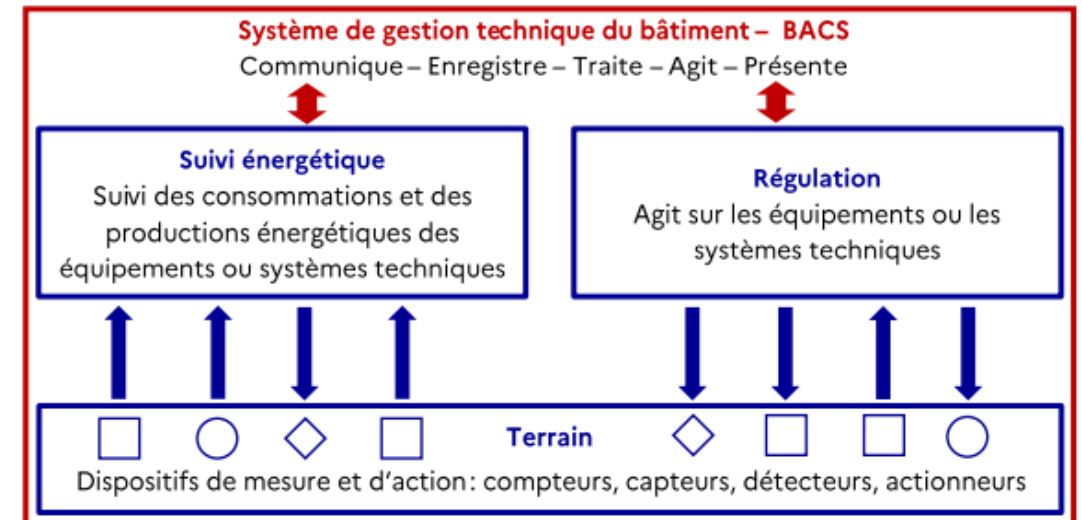 Système de gestion technique du bâtiment – BACS
Communique – Enregistre – Traite – Agit – Présente
Suivi énergétique
Suivi des consommations et des
productions énergétiques des
équipements ou systèmes techniques
Régulation
Agit sur les équipements ou les
systèmes techniques
Terrain
Dispositifs de mesure et d'action : compteurs, capteurs, détecteurs, actionneurs